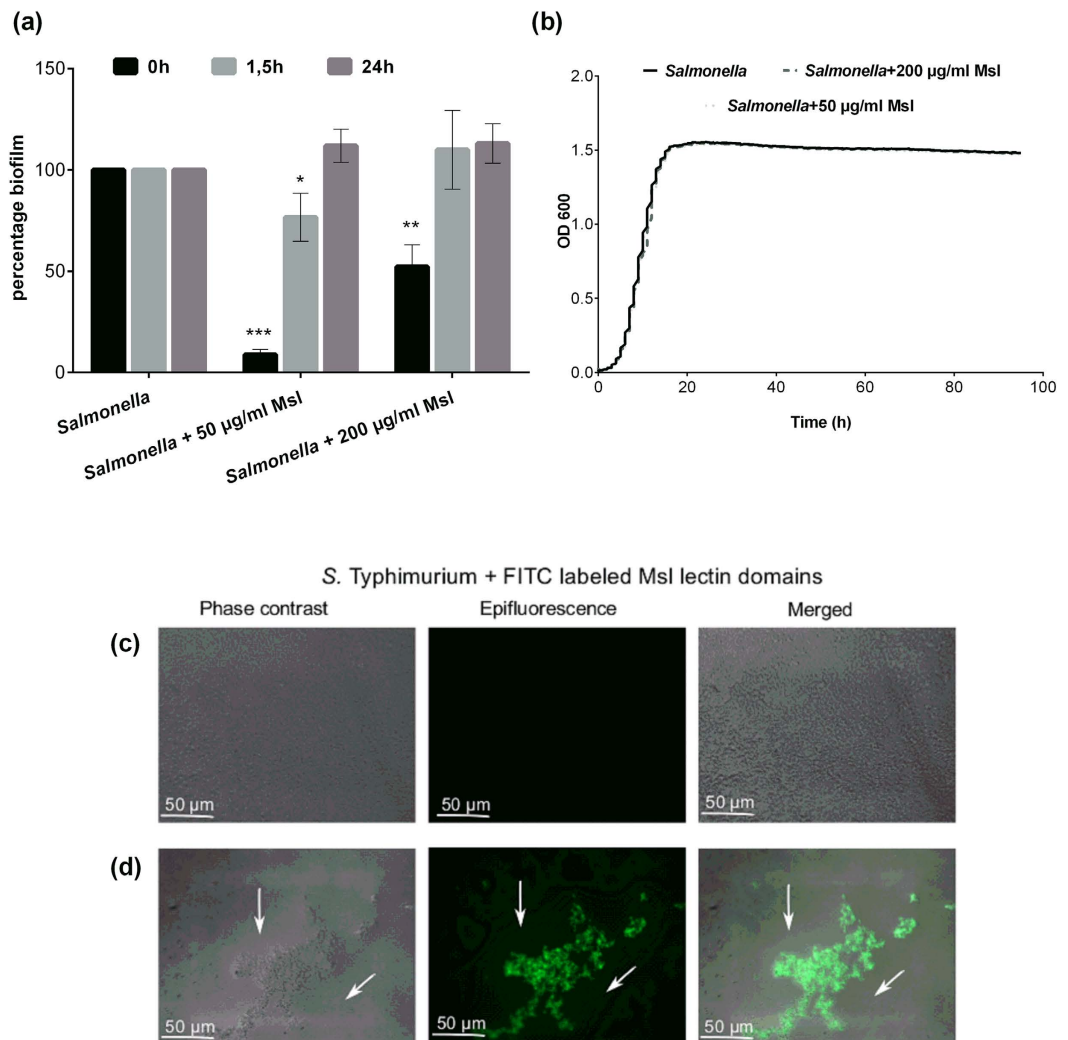 (a)
0h 1,5h 24h
percentage biofilm
150
100
50
0
***
*
**
Salmonella
Salmonella + 50 µg/ml Msl
Salmonella + 200 µg/ml Msl
(b)
Salmonella Salmonella+200 µg/ml Msl
Salmonella+50 µg/ml Msl
OD 600
2.0
1.5
1.0
0.5
0.0
0 20 40 60 80 100
Time (h)
S. Typhimurium + FITC labeled Msl lectin domains
Phase contrast Epifluorescence Merged
(c)
50 µm 50 µm 50 µm
(d)
50 µm 50 µm 50 µm